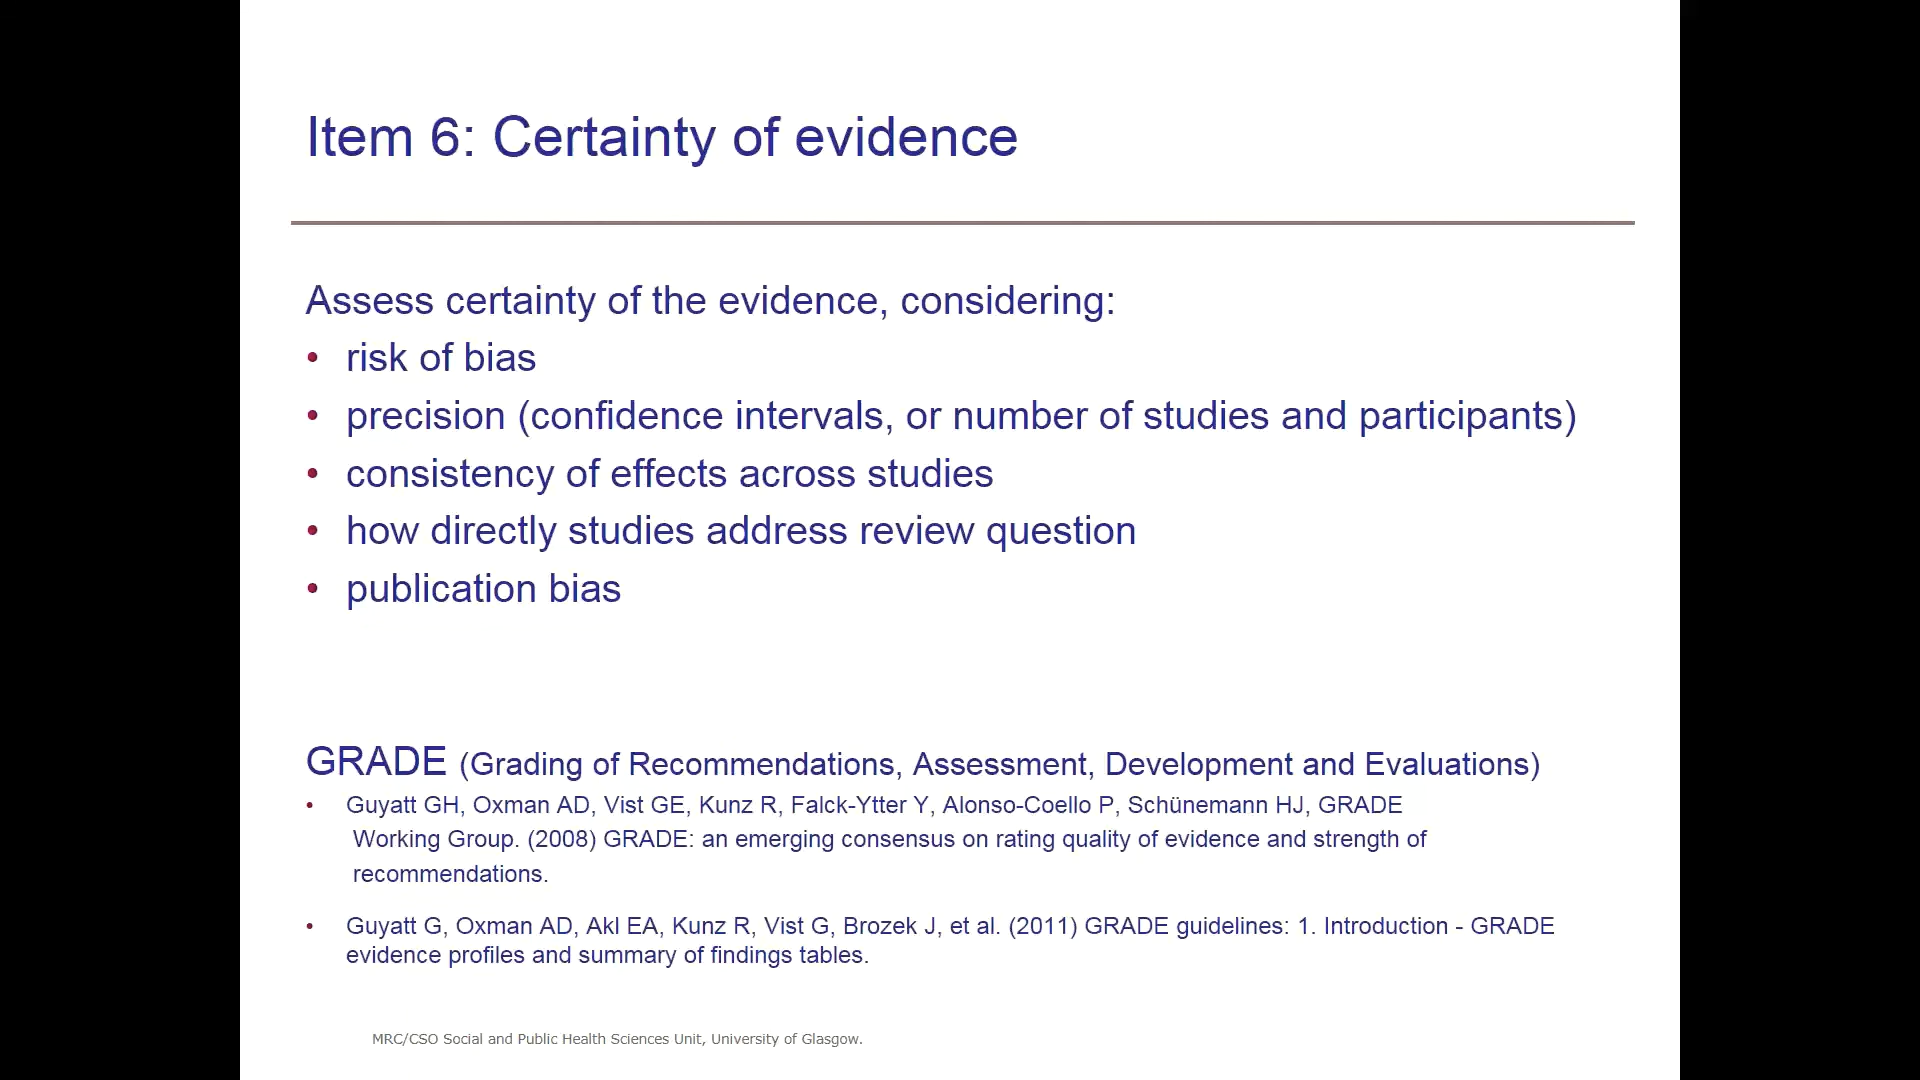 Item 6: Certainty of evidence
Assess certainty of the evidence, considering:
• risk of bias
• precision (confidence intervals, or number of studies and participants)
• consistency of effects across studies
• how directly studies address review question
• publication bias
GRADE (Grading of Recommendations, Assessment, Development and Evaluations)
• Guyatt GH, Oxman AD, Vist GE, Kunz R, Falck-Ytter Y, Alonso-Coello P, Schünemann HJ, GRADE
Working Group. (2008) GRADE: an emerging consensus on rating quality of evidence and strength of
recommendations.
• Guyatt G, Oxman AD, Akl EA, Kunz R, Vist G, Brozek J, et al. (2011) GRADE guidelines: 1. Introduction - GRADE
evidence profiles and summary of findings tables.
MRC/CSO Social and Public Health Sciences Unit, University of Glasgow.